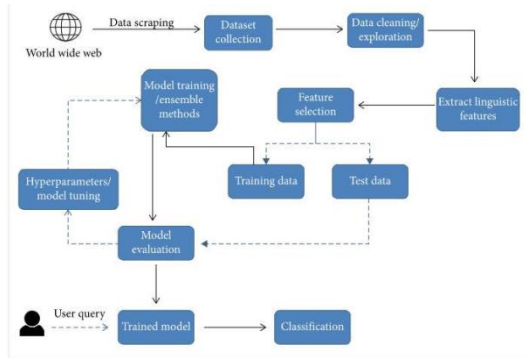 Data scraping
World wide web
Dataset
collection
Data cleaning/
exploration
Model training
/ensemble
methods
Feature
selection
Extract linguistic
features
Hyperparameters/
model tuning
Training data
Test data
Model
evaluation
User query
Trained model
Classification